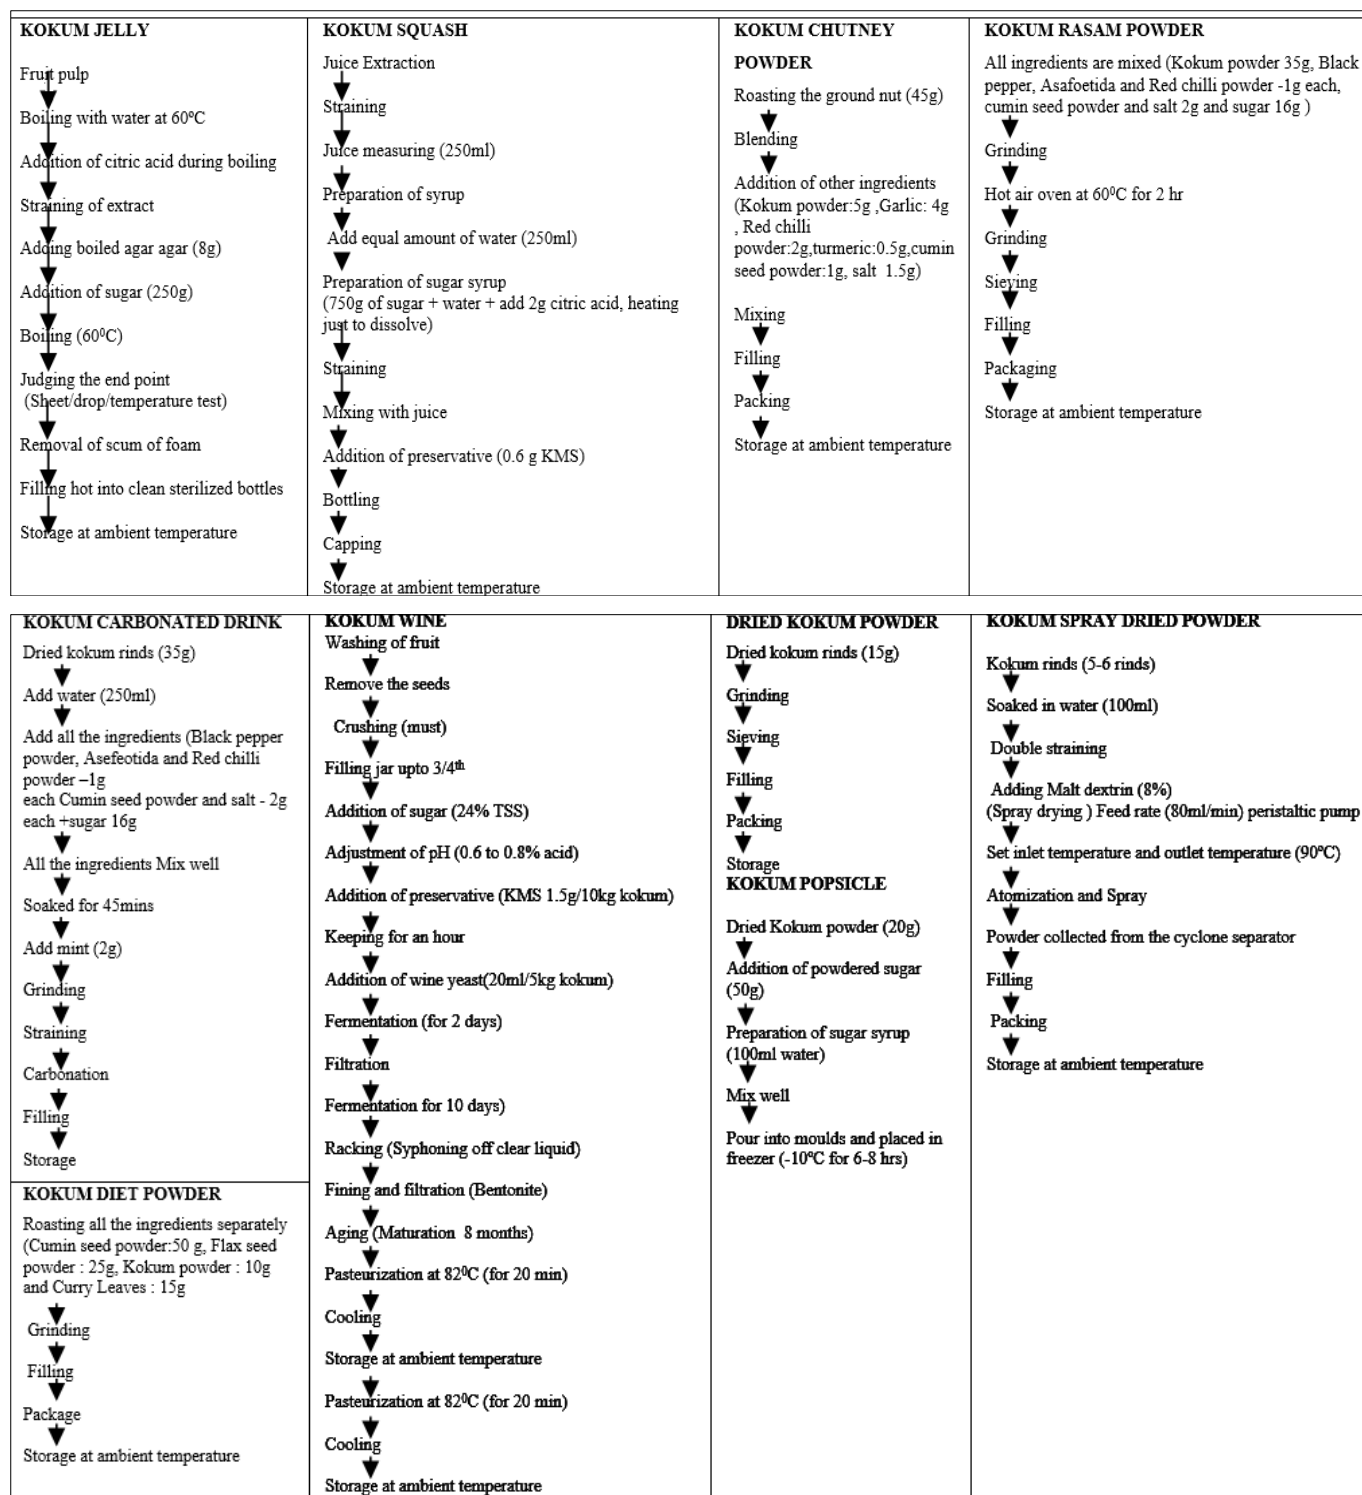 KOKUM JELLY
Fruit pulp
Boiling with water at 60ºC
Addition of citric acid during boiling
Straining of extract
Adding boiled agar agar (8g)
Addition of sugar (250g)
Boiling (60⁰C)
Judging the end point
(Sheet/drop/temperature test)
Removal of scum of foam
Filling hot into clean sterilized bottles
Storage at ambient temperature
KOKUM SQUASH
Juice Extraction
Straining
Juice measuring (250ml)
Preparation of syrup
Add equal amount of water (250ml)
Preparation of sugar syrup
(750g of sugar + water + add 2g citric acid, heating
just to dissolve)
Straining
Mixing with juice
Addition of preservative (0.6 g KMS)
Bottling
Capping
Storage at ambient temperature
KOKUM CHUTNEY
POWDER
Roasting the ground nut (45g)
Blending
Addition of other ingredients
(Kokum powder:5g ,Garlic: 4g
, Red chilli
powder:2g,turmeric:0.5g,cumin
seed powder:1g, salt 1.5g)
Mixing
Filling
Packing
Storage at ambient temperature
KOKUM RASAM POWDER
All ingredients are mixed (Kokum powder 35g, Black
pepper, Asafoetida and Red chilli powder -1g each,
cumin seed powder and salt 2g and sugar 16g )
Grinding
Hot air oven at 60⁰C for 2 hr
Grinding
Sieving
Filling
Packaging
Storage at ambient temperature
KOKUM CARBONATED DRINK
Dried kokum rinds (35g)
Add water (250ml)
Add all the ingredients (Black pepper
powder, Asefeotida and Red chilli
powder –1g
each Cumin seed powder and salt - 2g
each +sugar 16g
All the ingredients Mix well
Soaked for 45mins
Add mint (2g)
Grinding
Straining
Carbonation
Filling
Storage
KOKUM DIET POWDER
Roasting all the ingredients separately
(Cumin seed powder:50 g, Flax seed
powder : 25g, Kokum powder : 10g
and Curry Leaves : 15g
Grinding
Filling
Package
Storage at ambient temperature
KOKUM WINE
Washing of fruit
Remove the seeds
Crushing (must)
Filling jar upto 3/4ᵗʰ
Addition of sugar (24% TSS)
Adjustment of pH (0.6 to 0.8% acid)
Addition of preservative (KMS 1.5g/10kg kokum)
Keeping for an hour
Addition of wine yeast(20ml/5kg kokum)
Fermentation (for 2 days)
Filtration
Fermentation for 10 days)
Racking (Syphoning off clear liquid)
Fining and filtration (Bentonite)
Aging (Maturation 8 months)
Pasteurization at 82⁰C (for 20 min)
Cooling
Storage at ambient temperature
Pasteurization at 82⁰C (for 20 min)
Cooling
Storage at ambient temperature
DRIED KOKUM POWDER
Dried kokum rinds (15g)
Grinding
Sieving
Filling
Packing
Storage
KOKUM POPSICLE
Dried Kokum powder (20g)
Addition of powdered sugar
(50g)
Preparation of sugar syrup
(100ml water)
Mix well
Pour into moulds and placed in
freezer (-10ºC for 6-8 hrs)
KOKUM SPRAY DRIED POWDER
Kokum rinds (5-6 rinds)
Soaked in water (100ml)
Double straining
Adding Malt dextrin (8%)
(Spray drying ) Feed rate (80ml/min) peristaltic pump
Set inlet temperature and outlet temperature (90ºC)
Atomization and Spray
Powder collected from the cyclone separator
Filling
Packing
Storage at ambient temperature